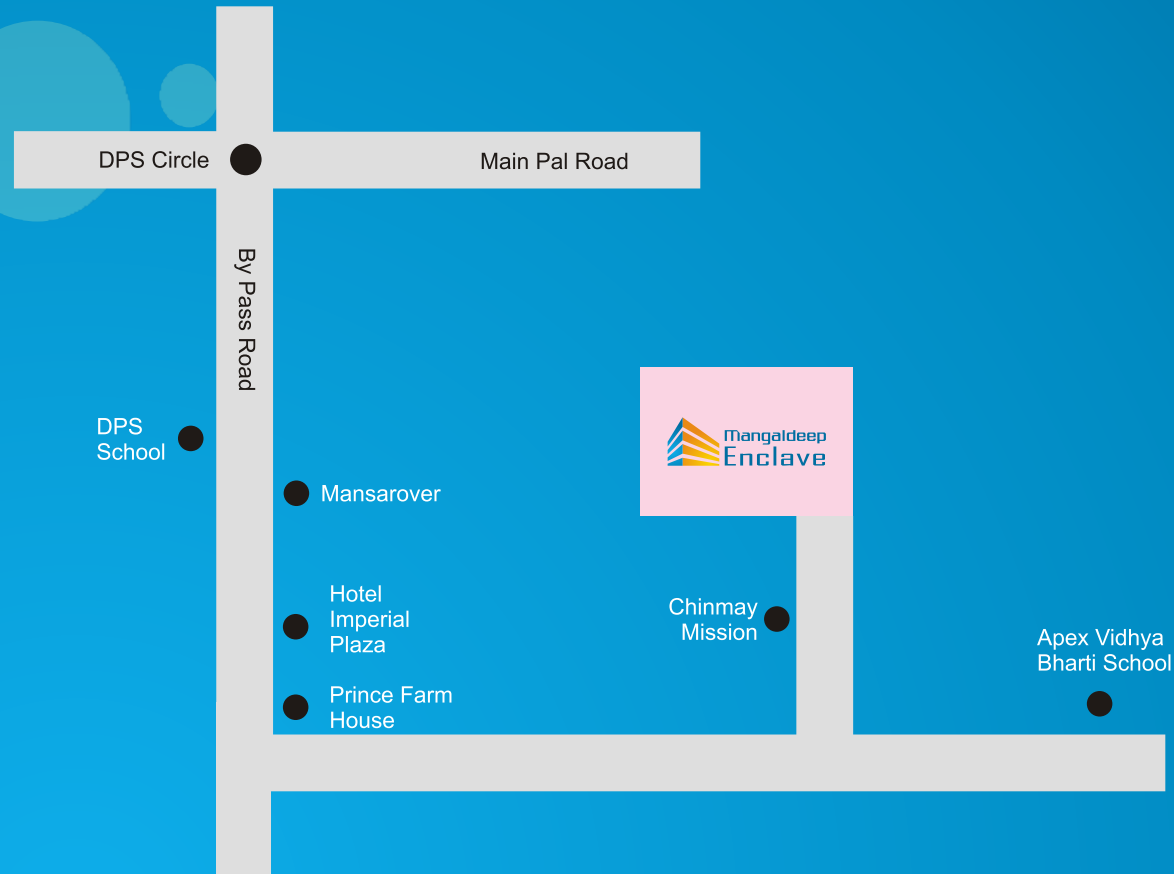 DPS Circle
Main Pal Road
By Pass Road
DPS
School
Mansarover
Mangaldeep
Enclave
Hotel
Imperial
Plaza
Chinmay
Mission
Apex Vidhya
Bharti School
Prince Farm
House